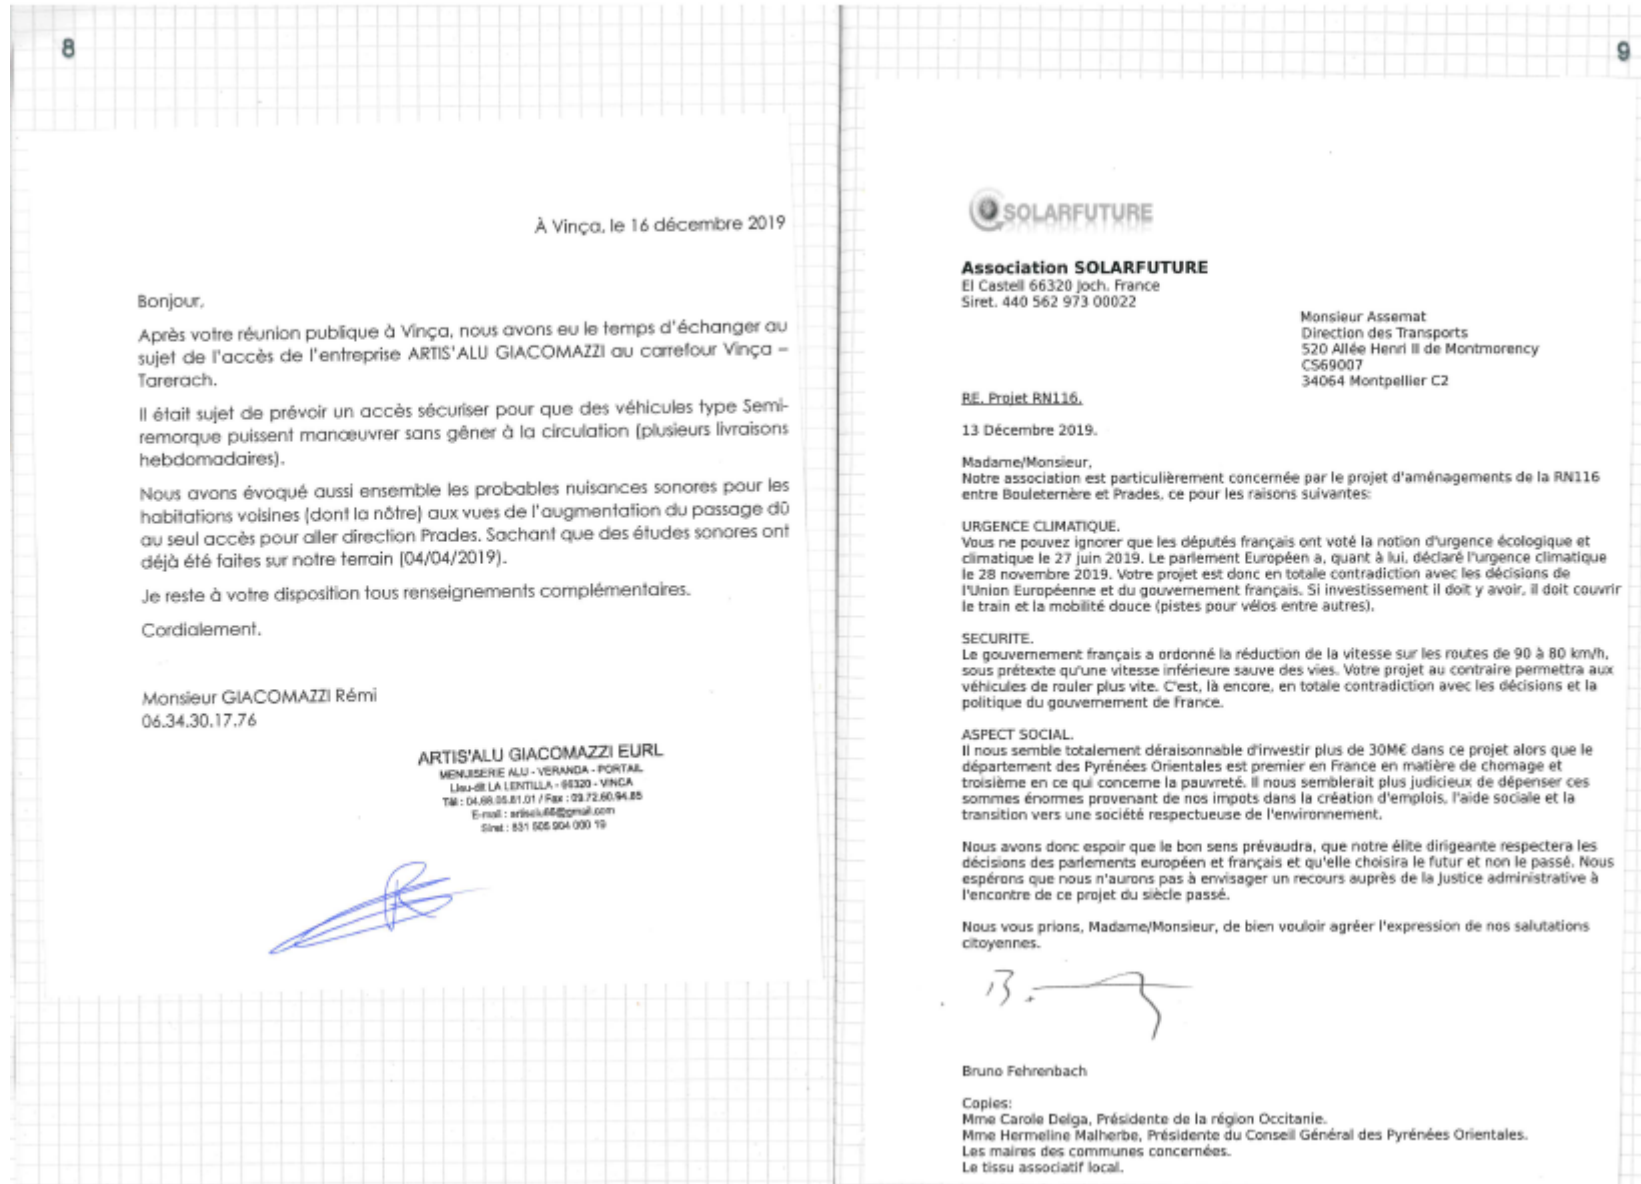 8
À Vinça, le 16 décembre 2019
Bonjour,
Après votre réunion publique à Vinça, nous avons eu le temps d'échanger au
sujet de l'accès de l'entreprise ARTIS'ALU GIACOMAZZI au carrefour Vinça –
Tarerach.
Il était sujet de prévoir un accès sécuriser pour que des véhicules type Semi-
remorque puissent manœuvrer sans gêner à la circulation (plusieurs livraisons
hebdomadaires).
Nous avons évoqué aussi ensemble les probables nuisances sonores pour les
habitations voisines (dont la nôtre) aux vues de l'augmentation du passage dû
au seul accès pour aller direction Prades. Sachant que des études sonores ont
déjà été faites sur notre terrain (04/04/2019).
Je reste à votre disposition tous renseignements complémentaires.
Cordialement.
Monsieur GIACOMAZZI Rémi
06.34.30.17.76
ARTIS'ALU GIACOMAZZI EURL
MENUISERIE ALU - VERANDA - PORTAIL
Lieu-dit LA LENTILLA - 66320 - VINCA
Tél : 04.68.05.81.01 / Fax : 09.72.60.94.85
E-mail : artisalu66@gmail.com
Siret : 831 505 904 000 19
9
SOLARFUTURE
Association SOLARFUTURE
El Castell 66320 Joch. France
Siret. 440 562 973 00022
Monsieur Assemat
Direction des Transports
520 Allée Henri II de Montmorency
CS69007
34064 Montpellier C2
RE. Projet RN116.
13 Décembre 2019.
Madame/Monsieur,
Notre association est particulièrement concernée par le projet d'aménagements de la RN116
entre Bouleternère et Prades, ce pour les raisons suivantes:
URGENCE CLIMATIQUE.
Vous ne pouvez ignorer que les députés français ont voté la notion d'urgence écologique et
climatique le 27 juin 2019. Le parlement Européen a, quant à lui, déclaré l'urgence climatique
le 28 novembre 2019. Votre projet est donc en totale contradiction avec les décisions de
l'Union Européenne et du gouvernement français. Si investissement il doit y avoir, il doit couvrir
le train et la mobilité douce (pistes pour vélos entre autres).
SECURITE.
Le gouvernement français a ordonné la réduction de la vitesse sur les routes de 90 à 80 km/h,
sous prétexte qu'une vitesse inférieure sauve des vies. Votre projet au contraire permettra aux
véhicules de rouler plus vite. C'est, là encore, en totale contradiction avec les décisions et la
politique du gouvernement de France.
ASPECT SOCIAL.
Il nous semble totalement déraisonnable d'investir plus de 30M€ dans ce projet alors que le
département des Pyrénées Orientales est premier en France en matière de chomage et
troisième en ce qui concerne la pauvreté. Il nous semblerait plus judicieux de dépenser ces
sommes énormes provenant de nos impots dans la création d'emplois, l'aide sociale et la
transition vers une société respectueuse de l'environnement.
Nous avons donc espoir que le bon sens prévaudra, que notre élite dirigeante respectera les
décisions des parlements européen et français et qu'elle choisira le futur et non le passé. Nous
espérons que nous n'aurons pas à envisager un recours auprès de la Justice administrative à
l'encontre de ce projet du siècle passé.
Nous vous prions, Madame/Monsieur, de bien vouloir agréer l'expression de nos salutations
citoyennes.
Bruno Fehrenbach
Copies:
Mme Carole Delga, Présidente de la région Occitanie.
Mme Hermeline Malherbe, Présidente du Conseil Général des Pyrénées Orientales.
Les maires des communes concernées.
Le tissu associatif local.